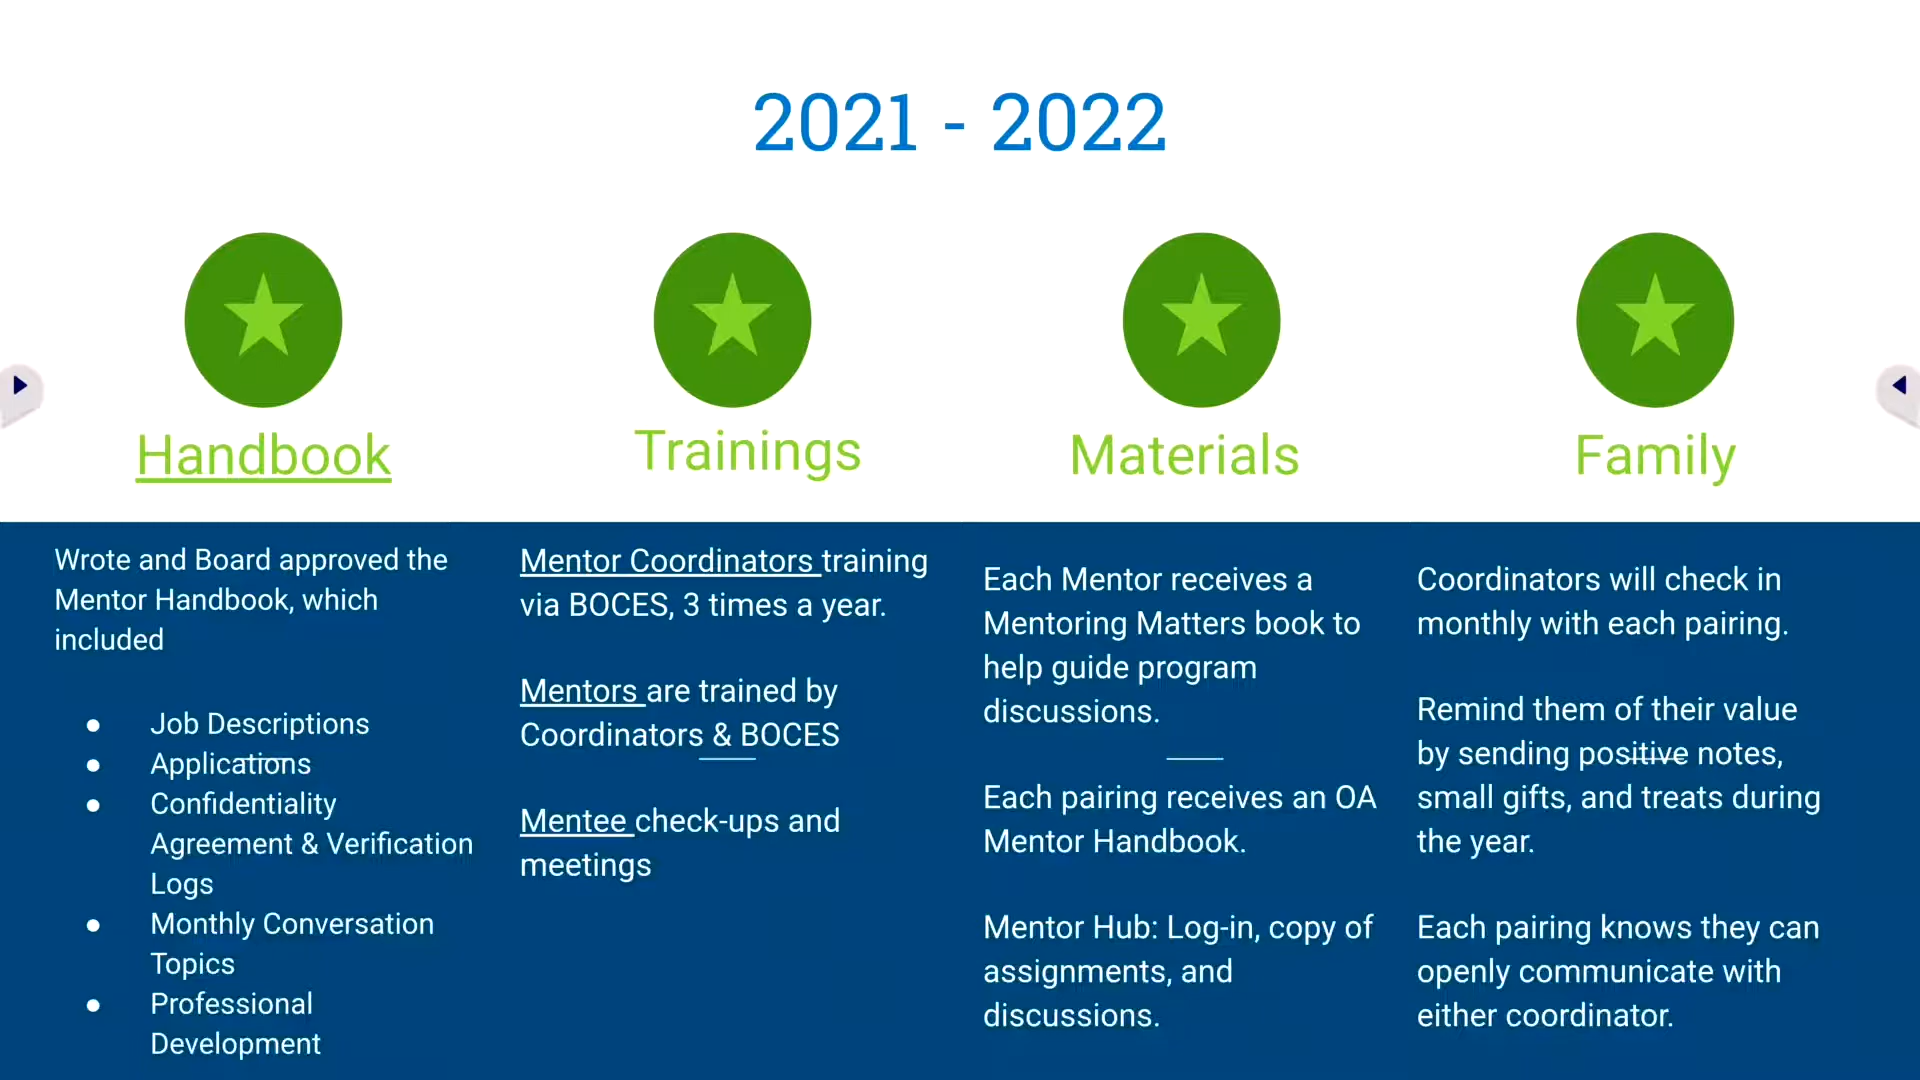 2021 - 2022
Handbook
Wrote and Board approved the
Mentor Handbook, which
included
● Job Descriptions
● Applications
● Confidentiality
Agreement & Verification
Logs
● Monthly Conversation
Topics
● Professional
Development
Trainings
Mentor Coordinators training
via BOCES, 3 times a year.
Mentors are trained by
Coordinators & BOCES
Mentee check-ups and
meetings
Materials
Each Mentor receives a
Mentoring Matters book to
help guide program
discussions.
Each pairing receives an OA
Mentor Handbook.
Mentor Hub: Log-in, copy of
assignments, and
discussions.
Family
Coordinators will check in
monthly with each pairing.
Remind them of their value
by sending positive notes,
small gifts, and treats during
the year.
Each pairing knows they can
openly communicate with
either coordinator.